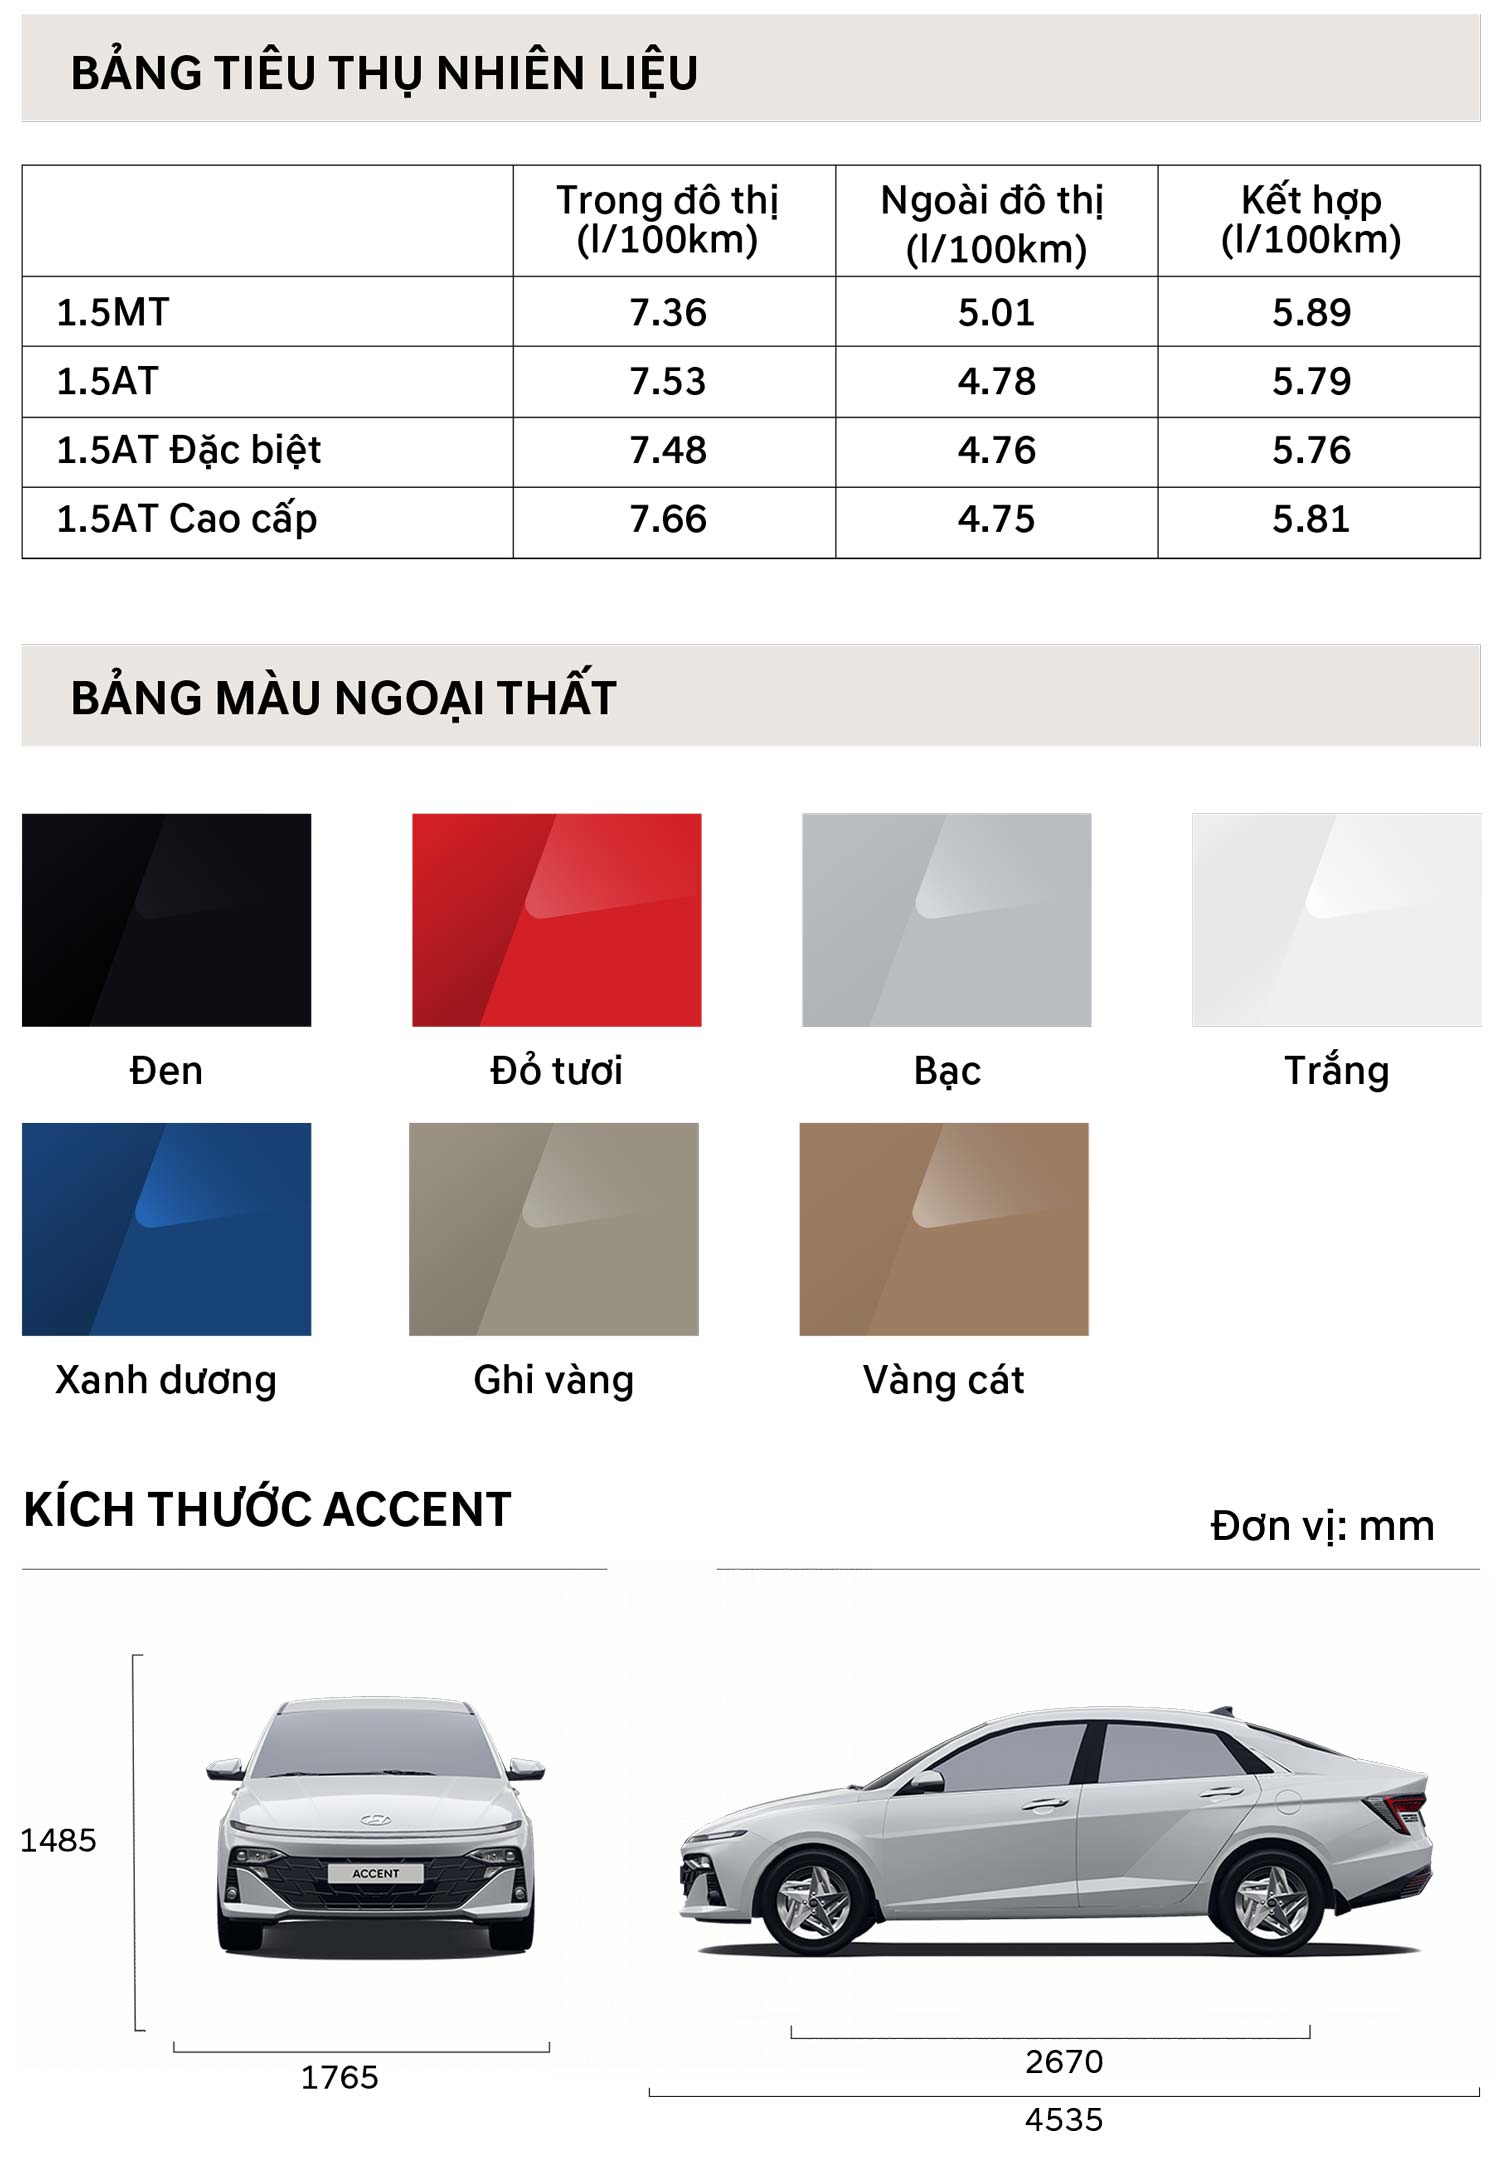 BẢNG TIÊU THỤ NHIÊN LIỆU
Trong đô thị Ngoài đô thị Kết hợp
(l/100km) (l/100km) (l/100km)
1.5MT 7.36 5.01 5.89
1.5AT 7.53 4.78 5.79
1.5AT Đặc biệt 7.48 4.76 5.76
1.5AT Cao cấp 7.66 4.75 5.81
BẢNG MÀU NGOẠI THẤT
Đen Đỏ tươi Bạc Trắng
Xanh dương Ghi vàng Vàng cát
KÍCH THƯỚC ACCENT
Đơn vị: mm
1485
ACCENT
1765
2670
4535